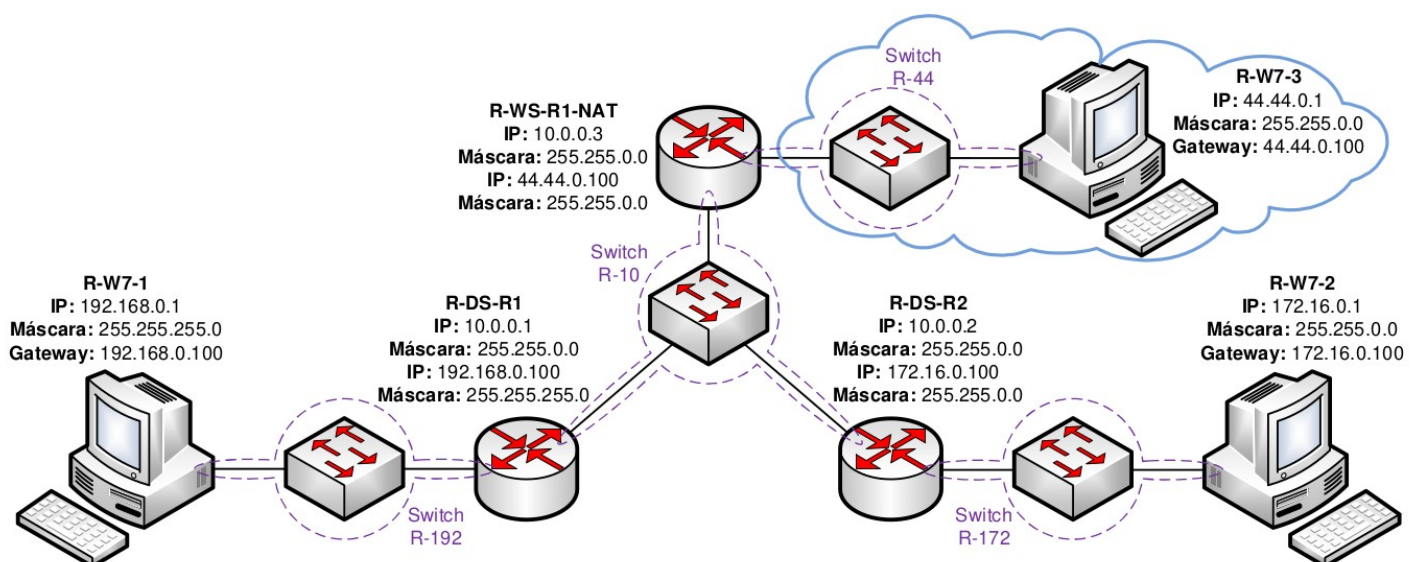 Switch
R-44
R-W7-3
IP: 44.44.0.1
Máscara: 255.255.0.0
Gateway: 44.44.0.100
R-WS-R1-NAT
IP: 10.0.0.3
Máscara: 255.255.0.0
IP: 44.44.0.100
Máscara: 255.255.0.0
Switch
R-10
R-W7-1
IP: 192.168.0.1
Máscara: 255.255.255.0
Gateway: 192.168.0.100
R-DS-R1
IP: 10.0.0.1
Máscara: 255.255.0.0
IP: 192.168.0.100
Máscara: 255.255.255.0
R-DS-R2
IP: 10.0.0.2
Máscara: 255.255.0.0
IP: 172.16.0.100
Máscara: 255.255.0.0
R-W7-2
IP: 172.16.0.1
Máscara: 255.255.0.0
Gateway: 172.16.0.100
Switch
R-192
Switch
R-172